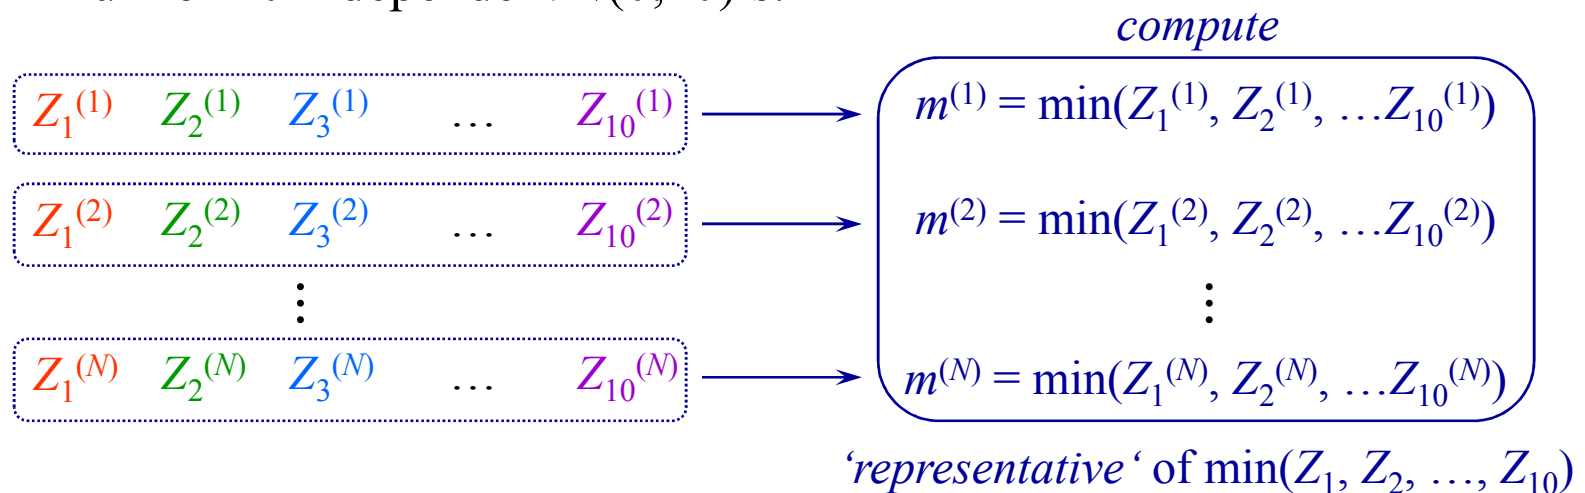 compute
Z₁⁽¹⁾ Z₂⁽¹⁾ Z₃⁽¹⁾ … Z₁₀⁽¹⁾ m⁽¹⁾ = min(Z₁⁽¹⁾, Z₂⁽¹⁾, …Z₁₀⁽¹⁾)
Z₁⁽²⁾ Z₂⁽²⁾ Z₃⁽²⁾ … Z₁₀⁽²⁾ m⁽²⁾ = min(Z₁⁽²⁾, Z₂⁽²⁾, …Z₁₀⁽²⁾)
⋮ ⋮
Z₁⁽ᴺ⁾ Z₂⁽ᴺ⁾ Z₃⁽ᴺ⁾ … Z₁₀⁽ᴺ⁾ m⁽ᴺ⁾ = min(Z₁⁽ᴺ⁾, Z₂⁽ᴺ⁾, …Z₁₀⁽ᴺ⁾)
‘representative‘ of min(Z₁, Z₂, …, Z₁₀)